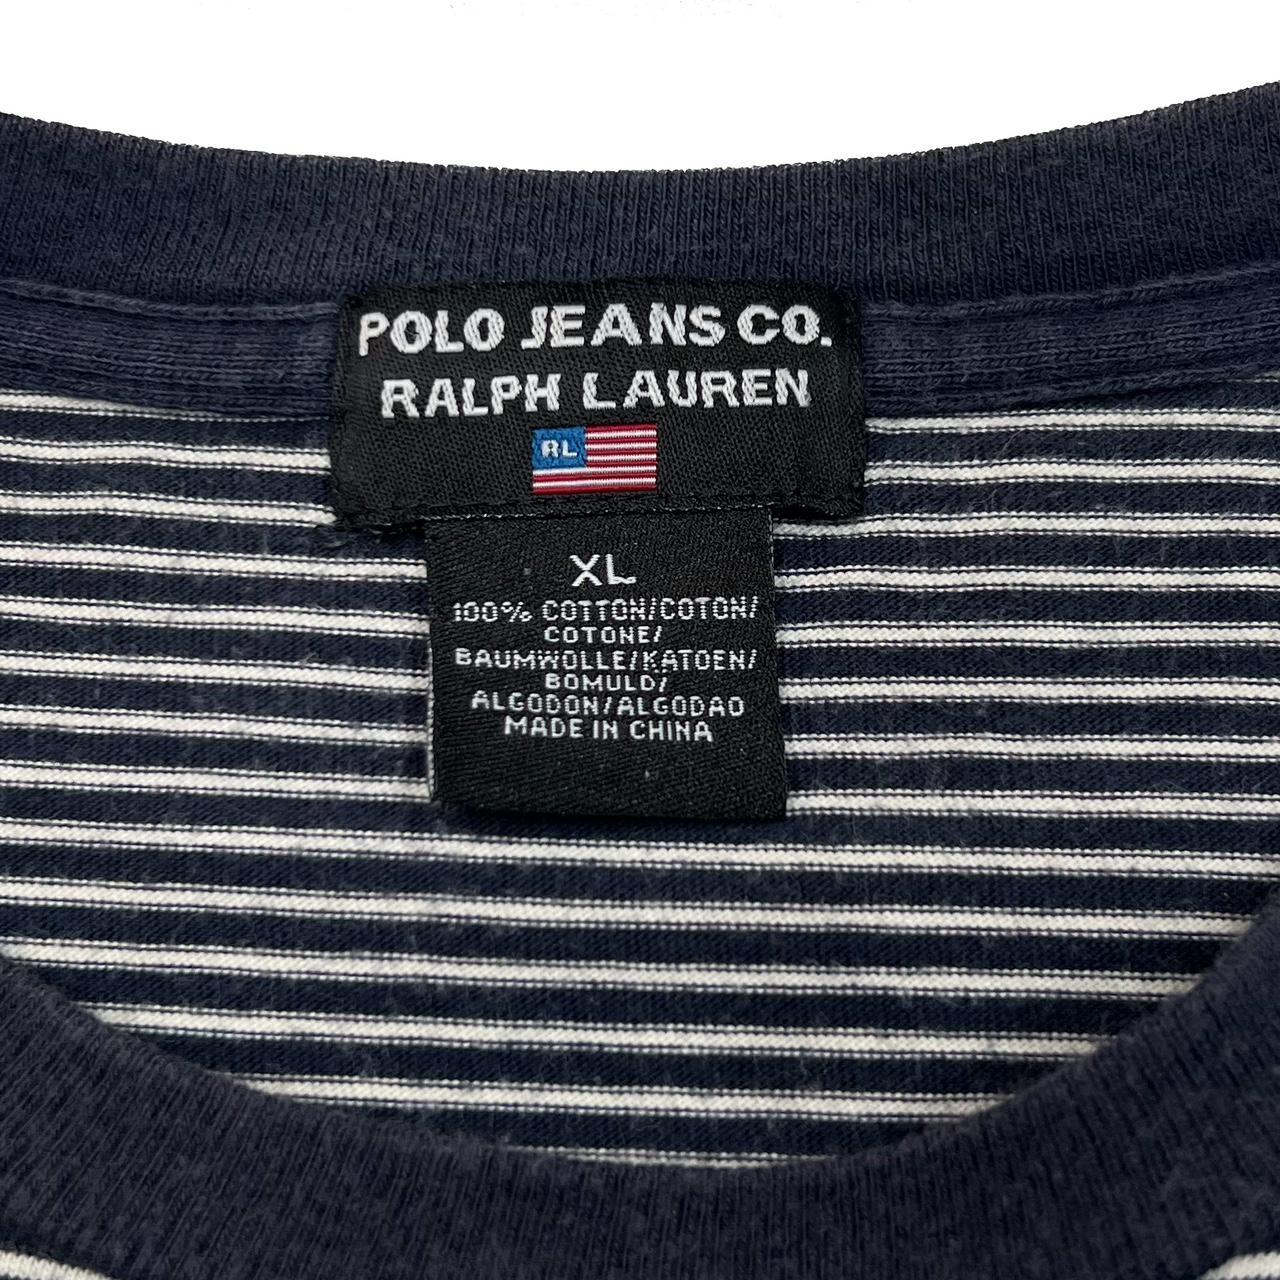 POLO JEANS CO.
RALPH LAUREN
RL
XL
100% COTTON/COTON/
COTONE/
BAUMWOLLE/KATOEN/
BOMULD/
ALGODON/ALGODAO
MADE IN CHINA